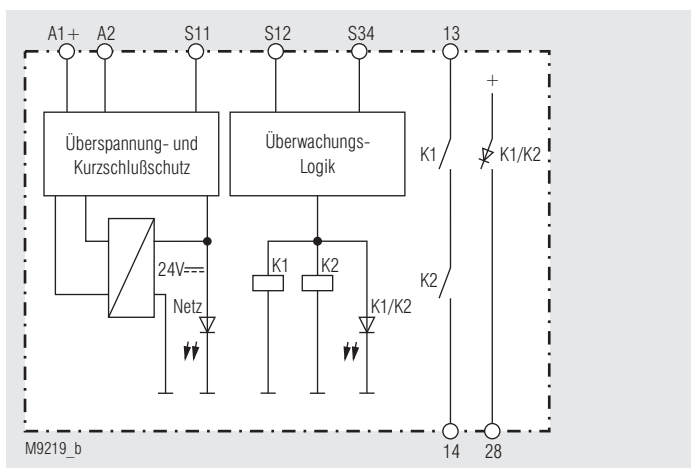 A1+ A2 S11 S12 S34 13
+
Überspannung- und
Kurzschlußschutz
Überwachungs-
Logik
K1
K1/K2
24V
K1
K2
K2
Netz
K1/K2
M9219_b
14 28